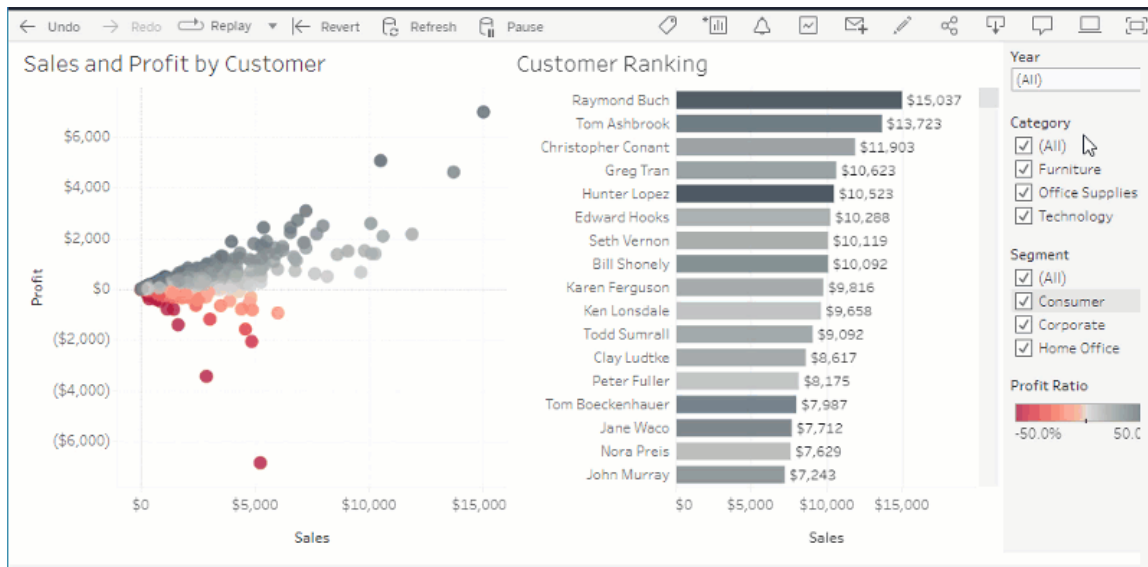 Undo Redo Replay Revert Refresh Pause
Sales and Profit by Customer
$6,000
$4,000
$2,000
$0
($2,000)
($4,000)
($6,000)
Profit
$0 $5,000 $10,000 $15,000
Sales
Customer Ranking
Raymond Buch $15,037
Tom Ashbrook $13,723
Christopher Conant $11,903
Greg Tran $10,623
Hunter Lopez $10,523
Edward Hooks $10,288
Seth Vernon $10,119
Bill Shonely $10,092
Karen Ferguson $9,816
Ken Lonsdale $9,658
Todd Sumrall $9,092
Clay Ludtke $8,617
Peter Fuller $8,175
Tom Boeckenhauer $7,987
Jane Waco $7,712
Nora Preis $7,629
John Murray $7,243
$0 $5,000 $10,000 $15,000
Sales
Year
(All)
Category
(All)
Furniture
Office Supplies
Technology
Segment
(All)
Consumer
Corporate
Home Office
Profit Ratio
-50.0% 50.0